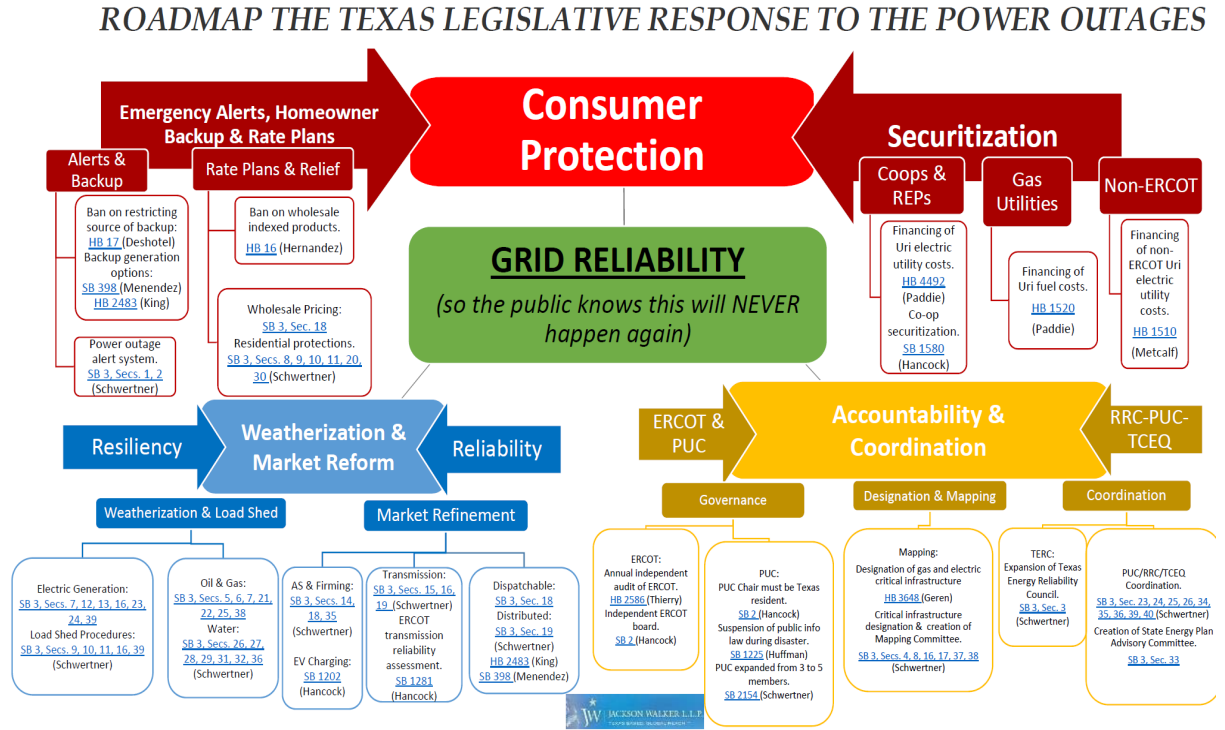 ROADMAP THE TEXAS LEGISLATIVE RESPONSE TO THE POWER OUTAGES
Emergency Alerts, Homeowner
Backup & Rate Plans
Consumer
Protection
Securitization
Alerts &
Backup
Rate Plans & Relief
Coops &
REPs
Gas
Utilities
Non-ERCOT
Ban on restricting
source of backup:
HB 17 (Deshotel)
Backup generation
options:
SB 398 (Menendez)
HB 2483 (King)
Power outage
alert system.
SB 3, Secs. 1, 2
(Schwertner)
Ban on wholesale
indexed products.
HB 16 (Hernandez)
Wholesale Pricing:
SB 3, Sec. 18
Residential protections.
SB 3, Secs. 8, 9, 10, 11, 20,
30 (Schwertner)
GRID RELIABILITY
(so the public knows this will NEVER
happen again)
Financing of
Uri electric
utility costs.
HB 4492
(Paddie)
Co-op
securitization.
SB 1580
(Hancock)
Financing of
Uri fuel costs.
HB 1520
(Paddie)
Financing
of non-
ERCOT Uri
electric
utility
costs.
HB 1510
(Metcalf)
Resiliency
Weatherization &
Market Reform
Reliability
ERCOT &
PUC
Accountability &
Coordination
RRC-PUC-
TCEQ
Weatherization & Load Shed
Market Refinement
Governance
Designation & Mapping
Coordination
Electric Generation:
SB 3, Secs. 7, 12, 13, 16, 23,
24, 39
Load Shed Procedures:
SB 3, Secs. 9, 10, 11, 16, 39
(Schwertner)
Oil & Gas:
SB 3, Secs. 5, 6, 7, 21,
22, 25, 38
Water:
SB 3, Secs. 26, 27,
28, 29, 31, 32, 36
(Schwertner)
AS & Firming:
SB 3, Secs. 14,
18, 35
(Schwertner)
EV Charging:
SB 1202
(Hancock)
Transmission:
SB 3, Secs. 15, 16,
19 (Schwertner)
ERCOT
transmission
reliability
assessment.
SB 1281
(Hancock)
Dispatchable:
SB 3, Sec. 18
Distributed:
SB 3, Sec. 19
(Schwertner)
HB 2483 (King)
SB 398 (Menendez)
ERCOT:
Annual independent
audit of ERCOT.
HB 2586 (Thierry)
Independent ERCOT
board.
SB 2 (Hancock)
PUC:
PUC Chair must be Texas
resident.
SB 2 (Hancock)
Suspension of public info
law during disaster.
SB 1225 (Huffman)
PUC expanded from 3 to 5
members.
SB 2154 (Schwertner)
Mapping:
Designation of gas and electric
critical infrastructure
HB 3648 (Geren)
Critical infrastructure
designation & creation of
Mapping Committee.
SB 3, Secs. 4, 8, 16, 17, 37, 38
(Schwertner)
TERC:
Expansion of Texas
Energy Reliability
Council.
SB 3, Sec. 3
(Schwertner)
PUC/RRC/TCEQ
Coordination.
SB 3, Secs. 23, 24, 25, 26, 34,
35, 36, 39, 40 (Schwertner)
Creation of State Energy Plan
Advisory Committee.
SB 3, Sec. 33
JW JACKSON WALKER L.L.P.
TEXAS-BASED. GLOBAL REACH